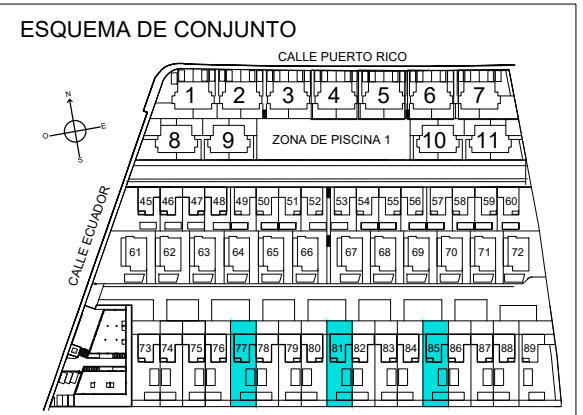 ESQUEMA DE CONJUNTO
CALLE PUERTO RICO
1 2 3 4 5 6 7
N
O E
S
8 9 ZONA DE PISCINA 1 10 11
CALLE ECUADOR
45 46 47 48 49 50 51 52 53 54 55 56 57 58 59 60
61 62 63 64 65 66 67 68 69 70 71 72
73 74 75 76 77 78 79 80 81 82 83 84 85 86 87 88 89